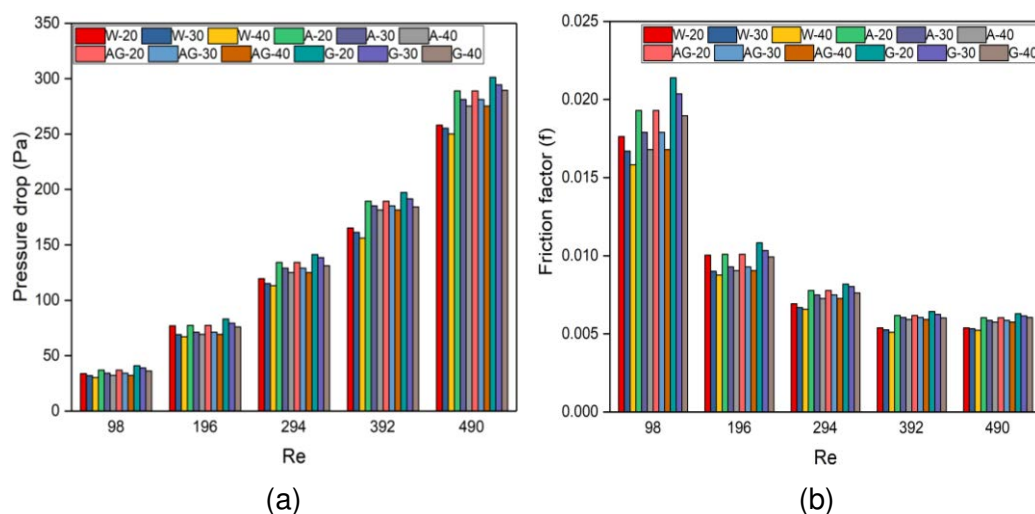 W-20 W-30 W-40 A-20 A-30 A-40
AG-20 AG-30 AG-40 G-20 G-30 G-40
350
300
250
200
150
100
50
0
Pressure drop (Pa)
98 196 294 392 490
Re
(a)
W-20 W-30 W-40 A-20 A-30 A-40
AG-20 AG-30 AG-40 G-20 G-30 G-40
0.025
0.020
0.015
0.010
0.005
0.000
Friction factor (f)
98 196 294 392 490
Re
(b)